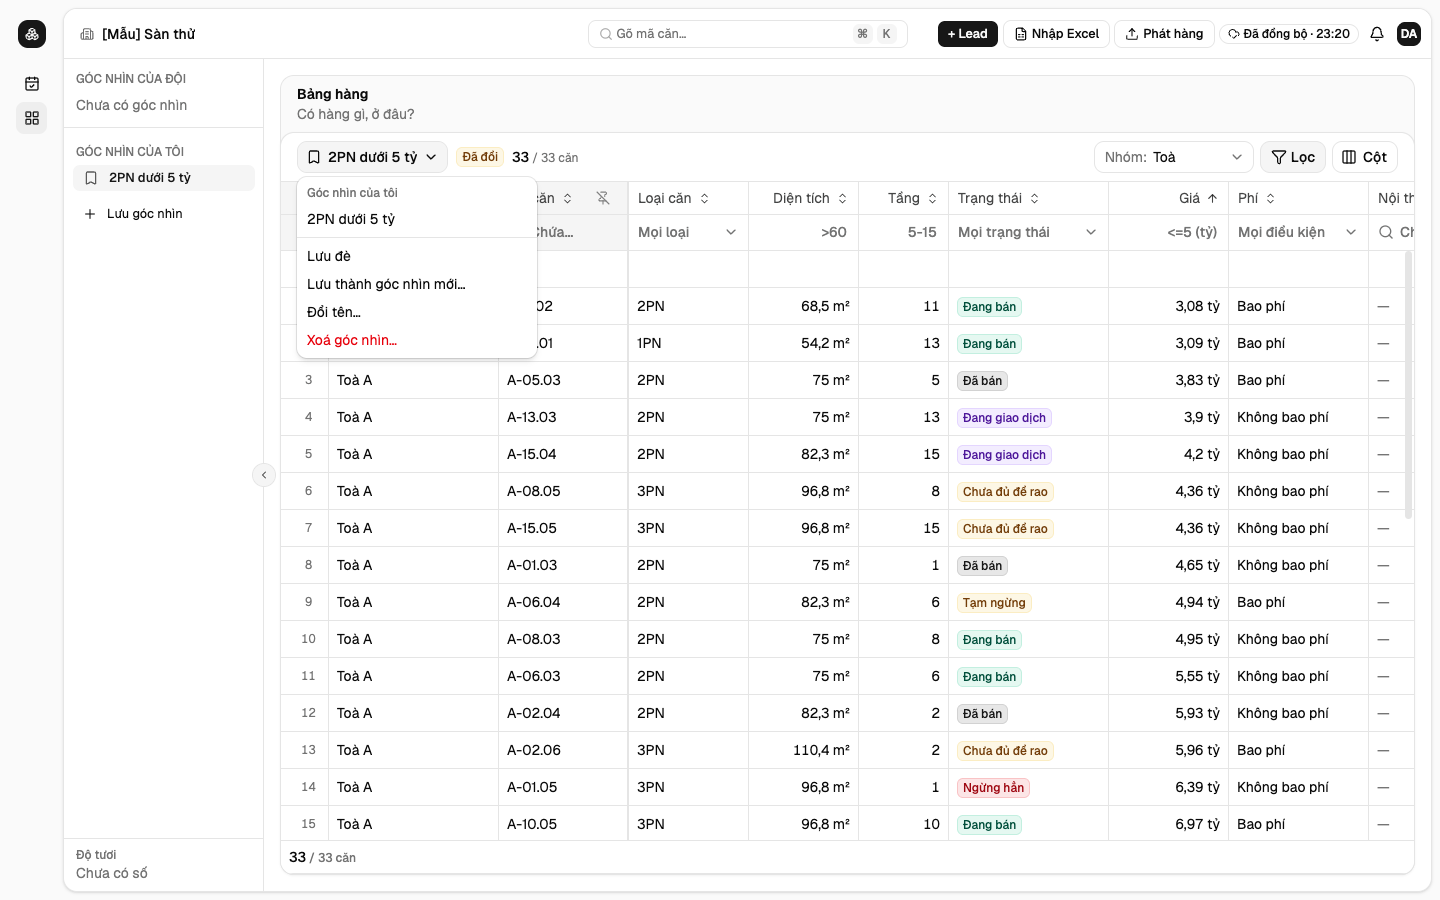 [Mẫu] Sàn thử
Gõ mã căn...
⌘ K
+ Lead
Nhập Excel
Phát hàng
Đã đồng bộ · 23:20
DA
GÓC NHÌN CỦA ĐỘI
Chưa có góc nhìn
GÓC NHÌN CỦA TÔI
2PN dưới 5 tỷ
+ Lưu góc nhìn
Độ tươi
Chưa có số
Bảng hàng
Có hàng gì, ở đâu?
2PN dưới 5 tỷ
Đã đổi
33 / 33 căn
Nhóm: Toà
Lọc
Cột
Góc nhìn của tôi
2PN dưới 5 tỷ
Lưu đè
Lưu thành góc nhìn mới...
Đổi tên...
Xoá góc nhìn...
căn Loại căn Diện tích Tầng Trạng thái Giá Phí
Chứa... Mọi loại >60 5-15 Mọi trạng thái <=5 (tỷ) Mọi điều kiện
.02 2PN 68,5 m² 11 Đang bán 3,08 tỷ Bao phí —
.01 1PN 54,2 m² 13 Đang bán 3,09 tỷ Bao phí —
3 Toà A A-05.03 2PN 75 m² 5 Đã bán 3,83 tỷ Bao phí —
4 Toà A A-13.03 2PN 75 m² 13 Đang giao dịch 3,9 tỷ Không bao phí —
5 Toà A A-15.04 2PN 82,3 m² 15 Đang giao dịch 4,2 tỷ Không bao phí —
6 Toà A A-08.05 3PN 96,8 m² 8 Chưa đủ để rao 4,36 tỷ Không bao phí —
7 Toà A A-15.05 3PN 96,8 m² 15 Chưa đủ để rao 4,36 tỷ Không bao phí —
8 Toà A A-01.03 2PN 75 m² 1 Đã bán 4,65 tỷ Không bao phí —
9 Toà A A-06.04 2PN 82,3 m² 6 Tạm ngừng 4,94 tỷ Bao phí —
10 Toà A A-08.03 2PN 75 m² 8 Đang bán 4,95 tỷ Không bao phí —
11 Toà A A-06.03 2PN 75 m² 6 Đang bán 5,55 tỷ Không bao phí —
12 Toà A A-02.04 2PN 82,3 m² 2 Đã bán 5,93 tỷ Không bao phí —
13 Toà A A-02.06 3PN 110,4 m² 2 Chưa đủ để rao 5,96 tỷ Bao phí —
14 Toà A A-01.05 3PN 96,8 m² 1 Ngừng hẳn 6,39 tỷ Không bao phí —
15 Toà A A-10.05 3PN 96,8 m² 10 Đang bán 6,97 tỷ Bao phí —
33 / 33 căn